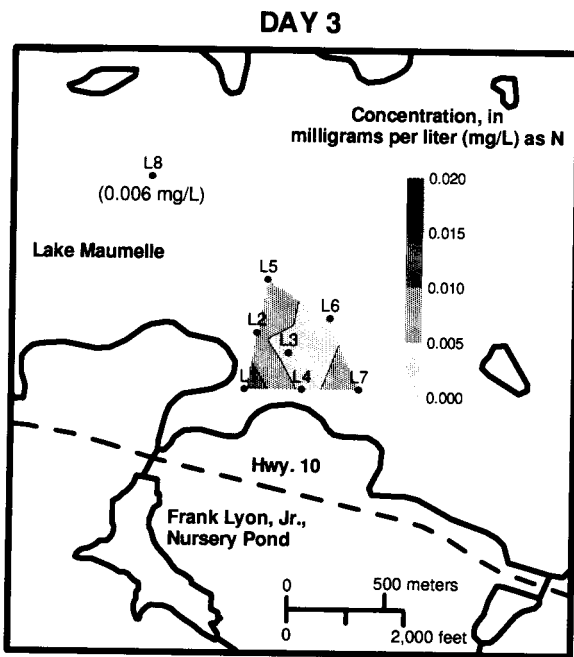 DAY 3
Concentration, in
milligrams per liter (mg/L) as N
L8
(0.006 mg/L)
0.020
0.010
0.005
0.000
Lake Maumelle
L5
L6
L2
L3
L
L4
L7
Hwy. 10
Frank Lyon, Jr.,
Nursery Pond
0 500 meters
0 2,000 feet